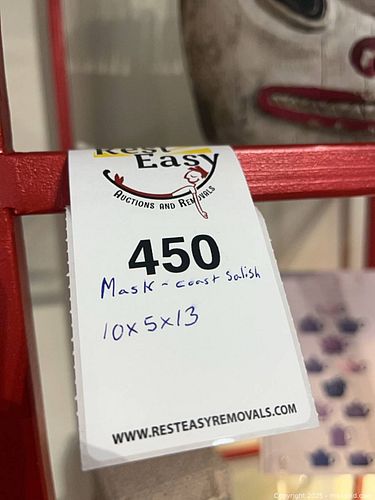 Rest
Easy
AUCTIONS AND REMOVALS
450
Mask - coast Salish
10x5x13
WWW.RESTEASYREMOVALS.COM